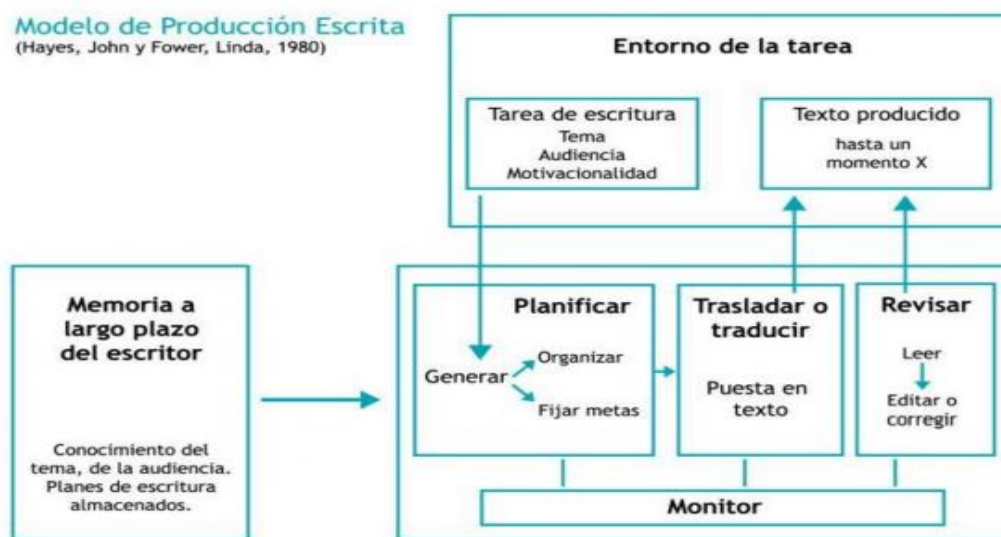 Modelo de Producción Escrita
(Hayes, John y Fower, Linda, 1980)
Entorno de la tarea
Tarea de escritura
Tema
Audiencia
Motivacionalidad
Texto producido
hasta un
momento X
Memoria a
largo plazo
del escritor
Conocimiento del
tema, de la audiencia.
Planes de escritura
almacenados.
Planificar
Generar
Organizar
Fijar metas
Trasladar o
traducir
Puesta en
texto
Revisar
Leer
Editar o
corregir
Monitor